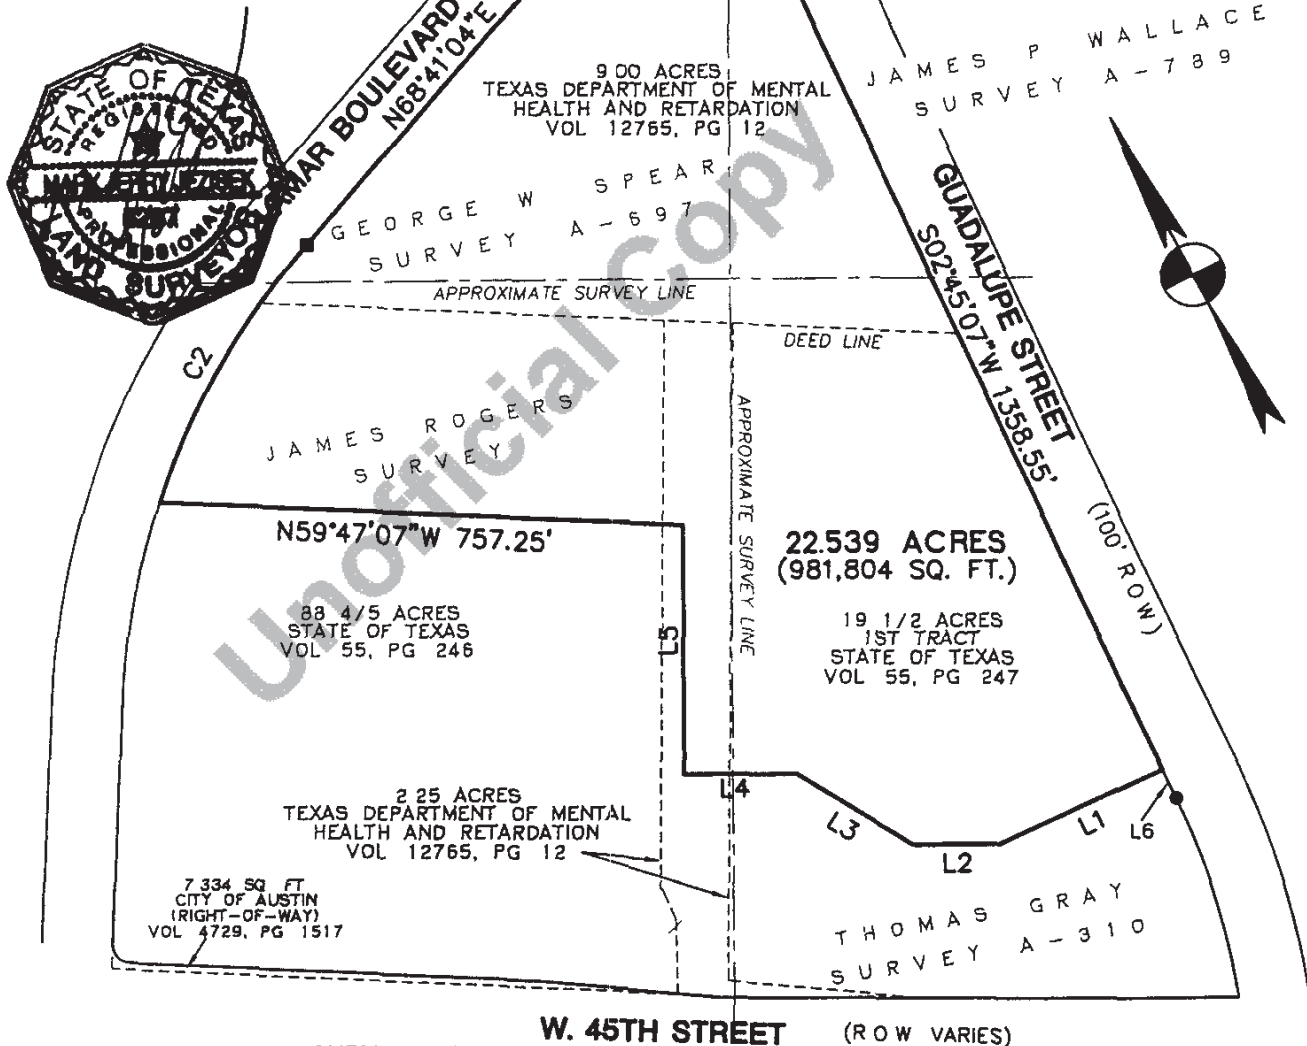 MAR BOULEVARD
N68°41'04"E
STATE OF TEXAS
REGISTERED
PROFESSIONAL
LAND SURVEYOR
9 00 ACRES
TEXAS DEPARTMENT OF MENTAL
HEALTH AND RETARDATION
VOL 12765, PG 12
JAMES P WALLACE
SURVEY A-789
GEORGE W SPEAR
SURVEY A-697
GUADALUPE STREET
S02°45'07"W 1358.55'
(100' ROW)
APPROXIMATE SURVEY LINE
DEED LINE
C2
JAMES ROGERS
SURVEY
APPROXIMATE SURVEY LINE
N59°47'07"W 757.25'
22.539 ACRES
(981,804 SQ. FT.)
88 4/5 ACRES
STATE OF TEXAS
VOL 55, PG 246
L5
19 1/2 ACRES
1ST TRACT
STATE OF TEXAS
VOL 55, PG 247
L4
L3
L2
L1
L6
2 25 ACRES
TEXAS DEPARTMENT OF MENTAL
HEALTH AND RETARDATION
VOL 12765, PG 12
7 334 SQ FT
CITY OF AUSTIN
(RIGHT-OF-WAY)
VOL 4729, PG 1517
THOMAS GRAY
SURVEY A-310
W. 45TH STREET (ROW VARIES)
Unofficial Copy